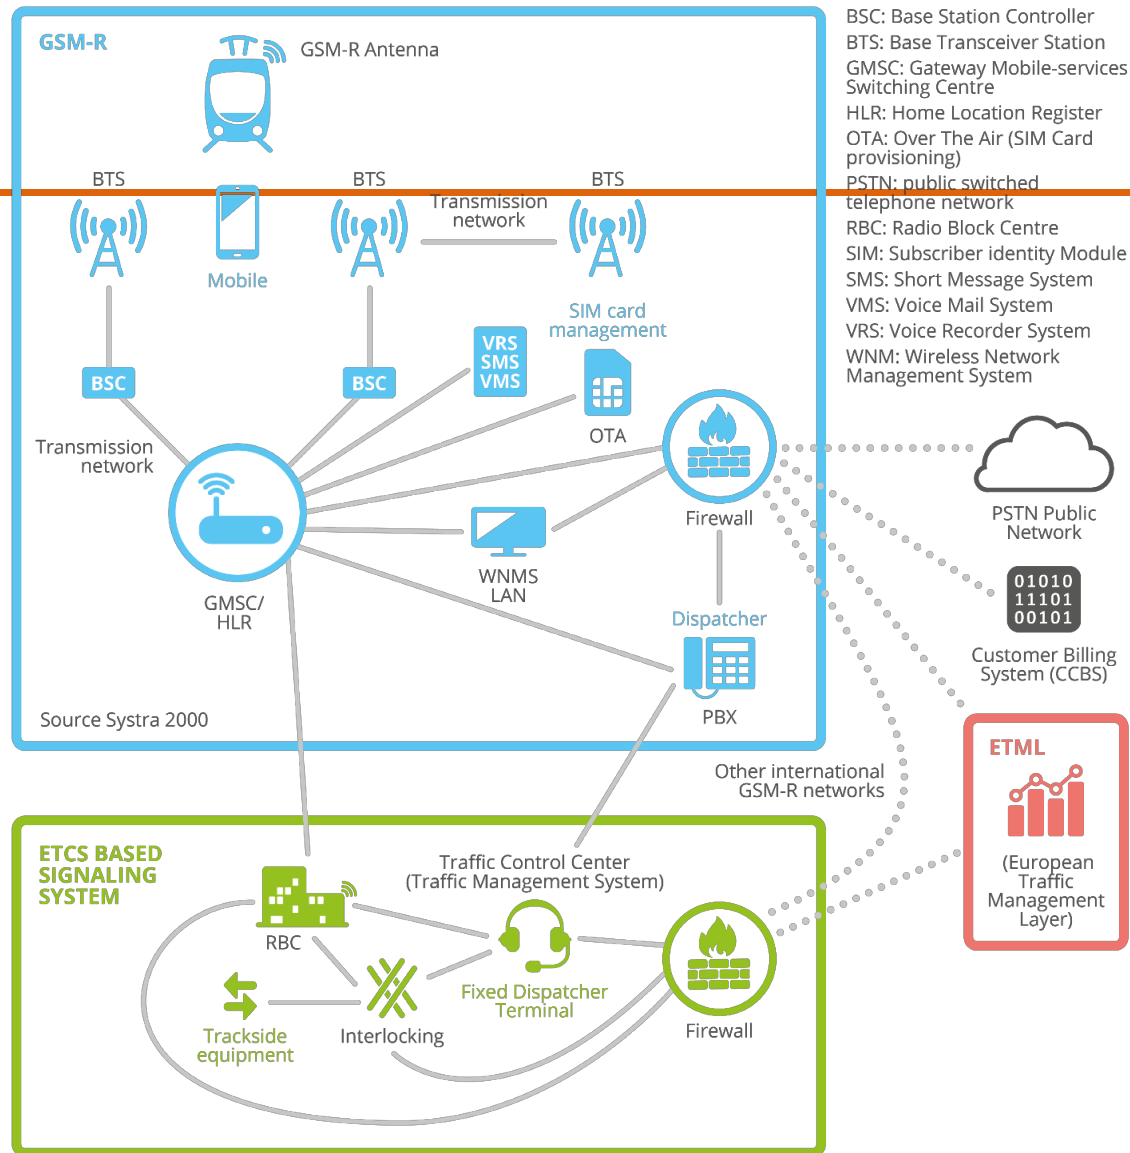 GSM-R
GSM-R Antenna
BTS
BTS
BTS
Transmission
network
Mobile
SIM card
management
VRS
SMS
VMS
BSC
BSC
OTA
Transmission
network
Firewall
WNMS
LAN
GMSC/
HLR
Dispatcher
PBX
Source Systra 2000
BSC: Base Station Controller
BTS: Base Transceiver Station
GMSC: Gateway Mobile-services
Switching Centre
HLR: Home Location Register
OTA: Over The Air (SIM Card
provisioning)
PSTN: public switched
telephone network
RBC: Radio Block Centre
SIM: Subscriber identity Module
SMS: Short Message System
VMS: Voice Mail System
VRS: Voice Recorder System
WNM: Wireless Network
Management System
PSTN Public
Network
01010
11101
00101
Customer Billing
System (CCBS)
Other international
GSM-R networks
ETML
(European
Traffic
Management
Layer)
ETCS BASED
SIGNALING
SYSTEM
Traffic Control Center
(Traffic Management System)
RBC
Fixed Dispatcher
Terminal
Trackside
equipment
Interlocking
Firewall